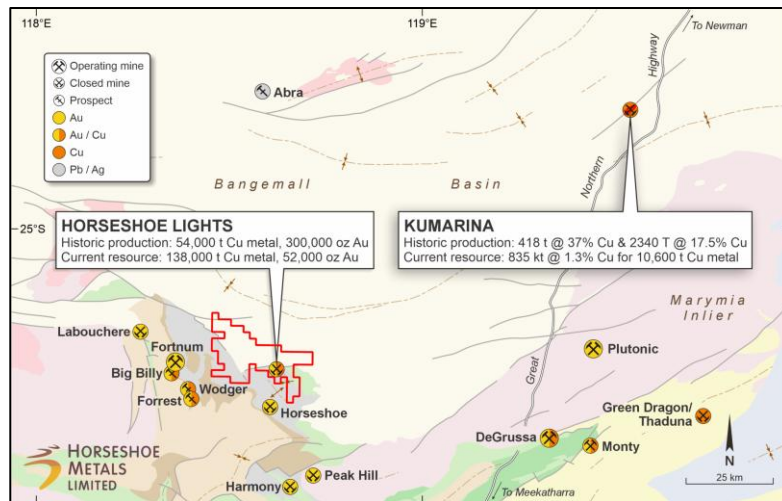 118°E
119°E
To Newman
Operating mine
Closed mine
Prospect
Au
Au / Cu
Cu
Pb / Ag
Abra
Highway
Northern
Great
Bangemall Basin
25°S
HORSESHOE LIGHTS
Historic production: 54,000 t Cu metal, 300,000 oz Au
Current resource: 138,000 t Cu metal, 52,000 oz Au
KUMARINA
Historic production: 418 t @ 37% Cu & 2340 T @ 17.5% Cu
Current resource: 835 kt @ 1.3% Cu for 10,600 t Cu metal
Marymia
Inlier
Labouchere
Fortnum
Big Billy
Wodger
Forrest
Horseshoe
Plutonic
Green Dragon/
Thaduna
DeGrussa
Monty
Peak Hill
Harmony
To Meekatharra
N
25 km
HORSESHOE
METALS
LIMITED